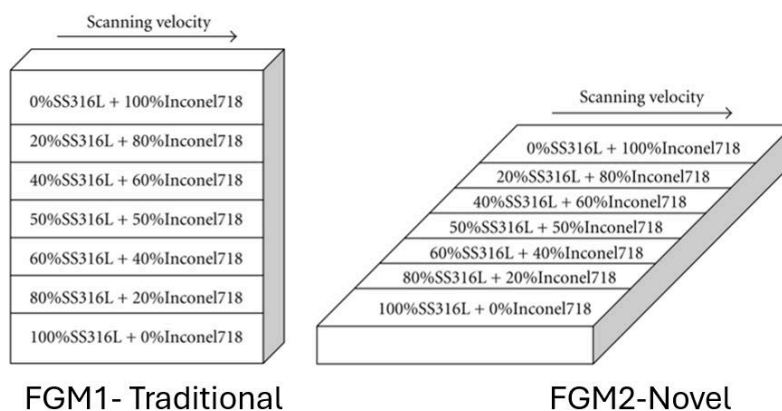 Scanning velocity
0%SS316L + 100%Inconel718
20%SS316L + 80%Inconel718
40%SS316L + 60%Inconel718
50%SS316L + 50%Inconel718
60%SS316L + 40%Inconel718
80%SS316L + 20%Inconel718
100%SS316L + 0%Inconel718
FGM1- Traditional
Scanning velocity
0%SS316L + 100%Inconel718
20%SS316L + 80%Inconel718
40%SS316L + 60%Inconel718
50%SS316L + 50%Inconel718
60%SS316L + 40%Inconel718
80%SS316L + 20%Inconel718
100%SS316L + 0%Inconel718
FGM2-Novel